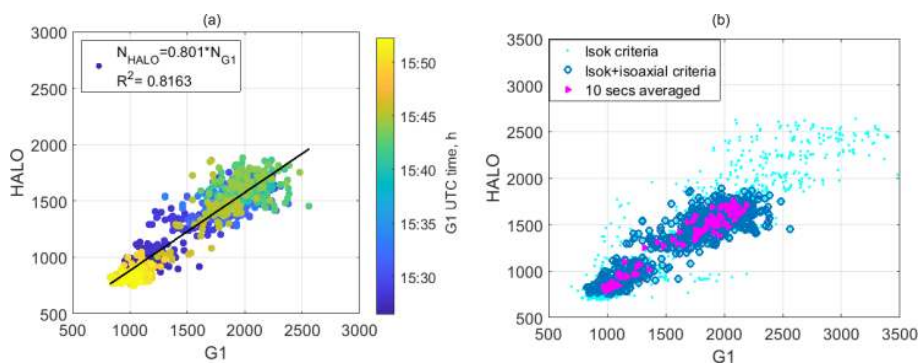 (a)
3000
2500
2000
1500
1000
500
HALO
N_HALO=0.801*N_G1
R²= 0.8163
500
1000
1500
2000
2500
3000
G1
15:50
15:45
15:40
15:35
15:30
G1 UTC time, h
(b)
3500
3000
2500
2000
1500
1000
500
HALO
Isok criteria
Isok+isoaxial criteria
10 secs averaged
500
1000
1500
2000
2500
3000
3500
G1